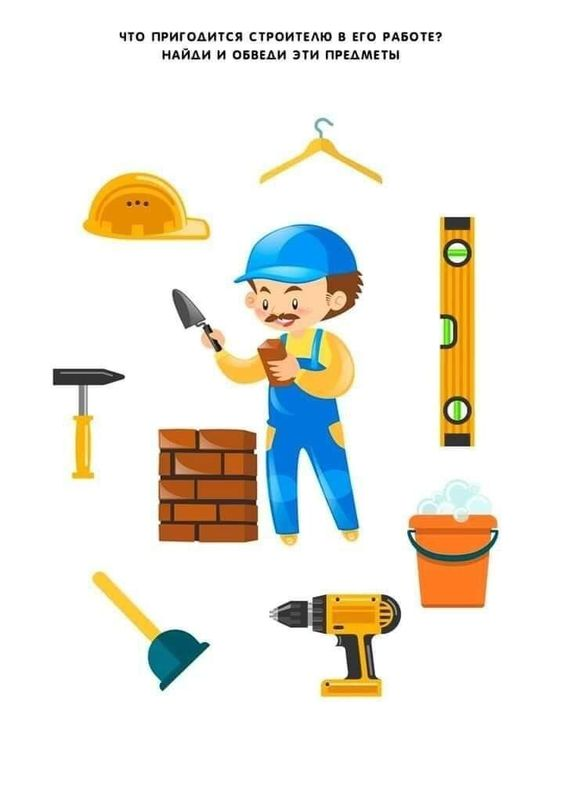 ЧТО ПРИГОДИТСЯ СТРОИТЕЛЮ В ЕГО РАБОТЕ?
НАЙДИ И ОБВЕДИ ЭТИ ПРЕДМЕТЫ